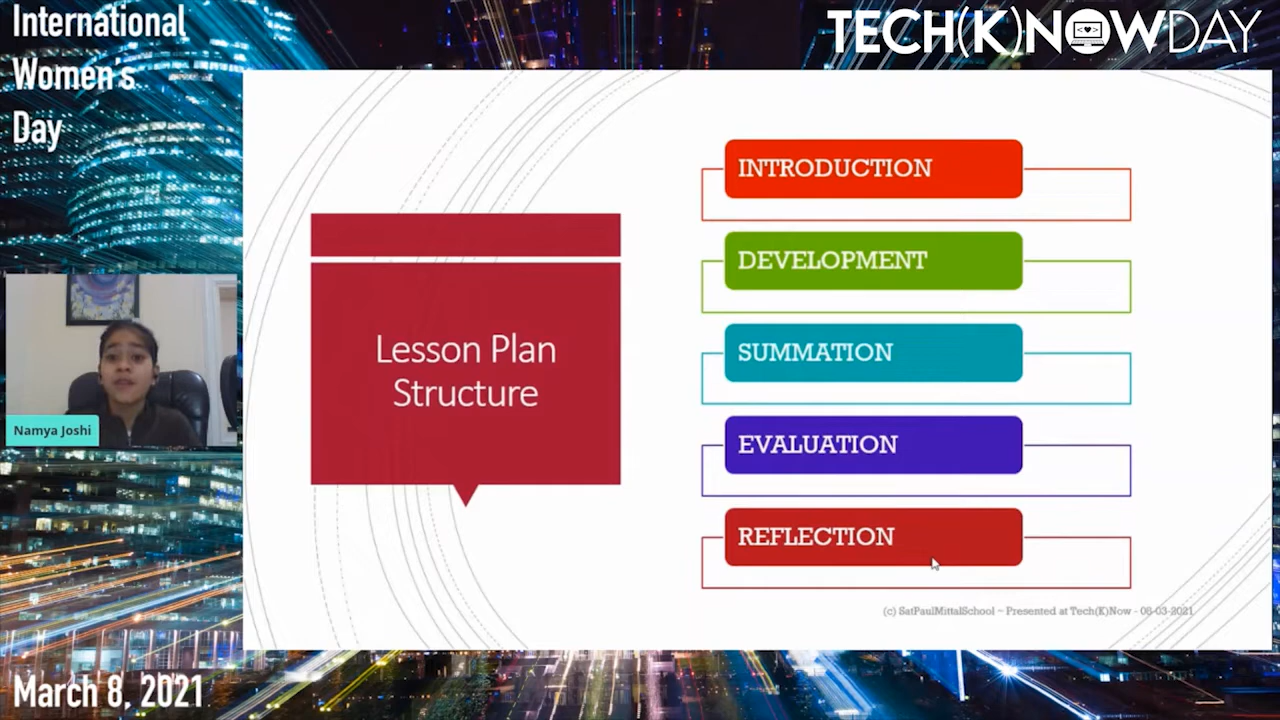 International
Women's
Day
TECH(K)NOWDAY
INTRODUCTION
DEVELOPMENT
Lesson Plan
Structure
SUMMATION
EVALUATION
REFLECTION
Namya Joshi
(c) SatPaulMittalSchool ~ Presented at Tech(K)Now - 08-03-2021
March 8, 2021